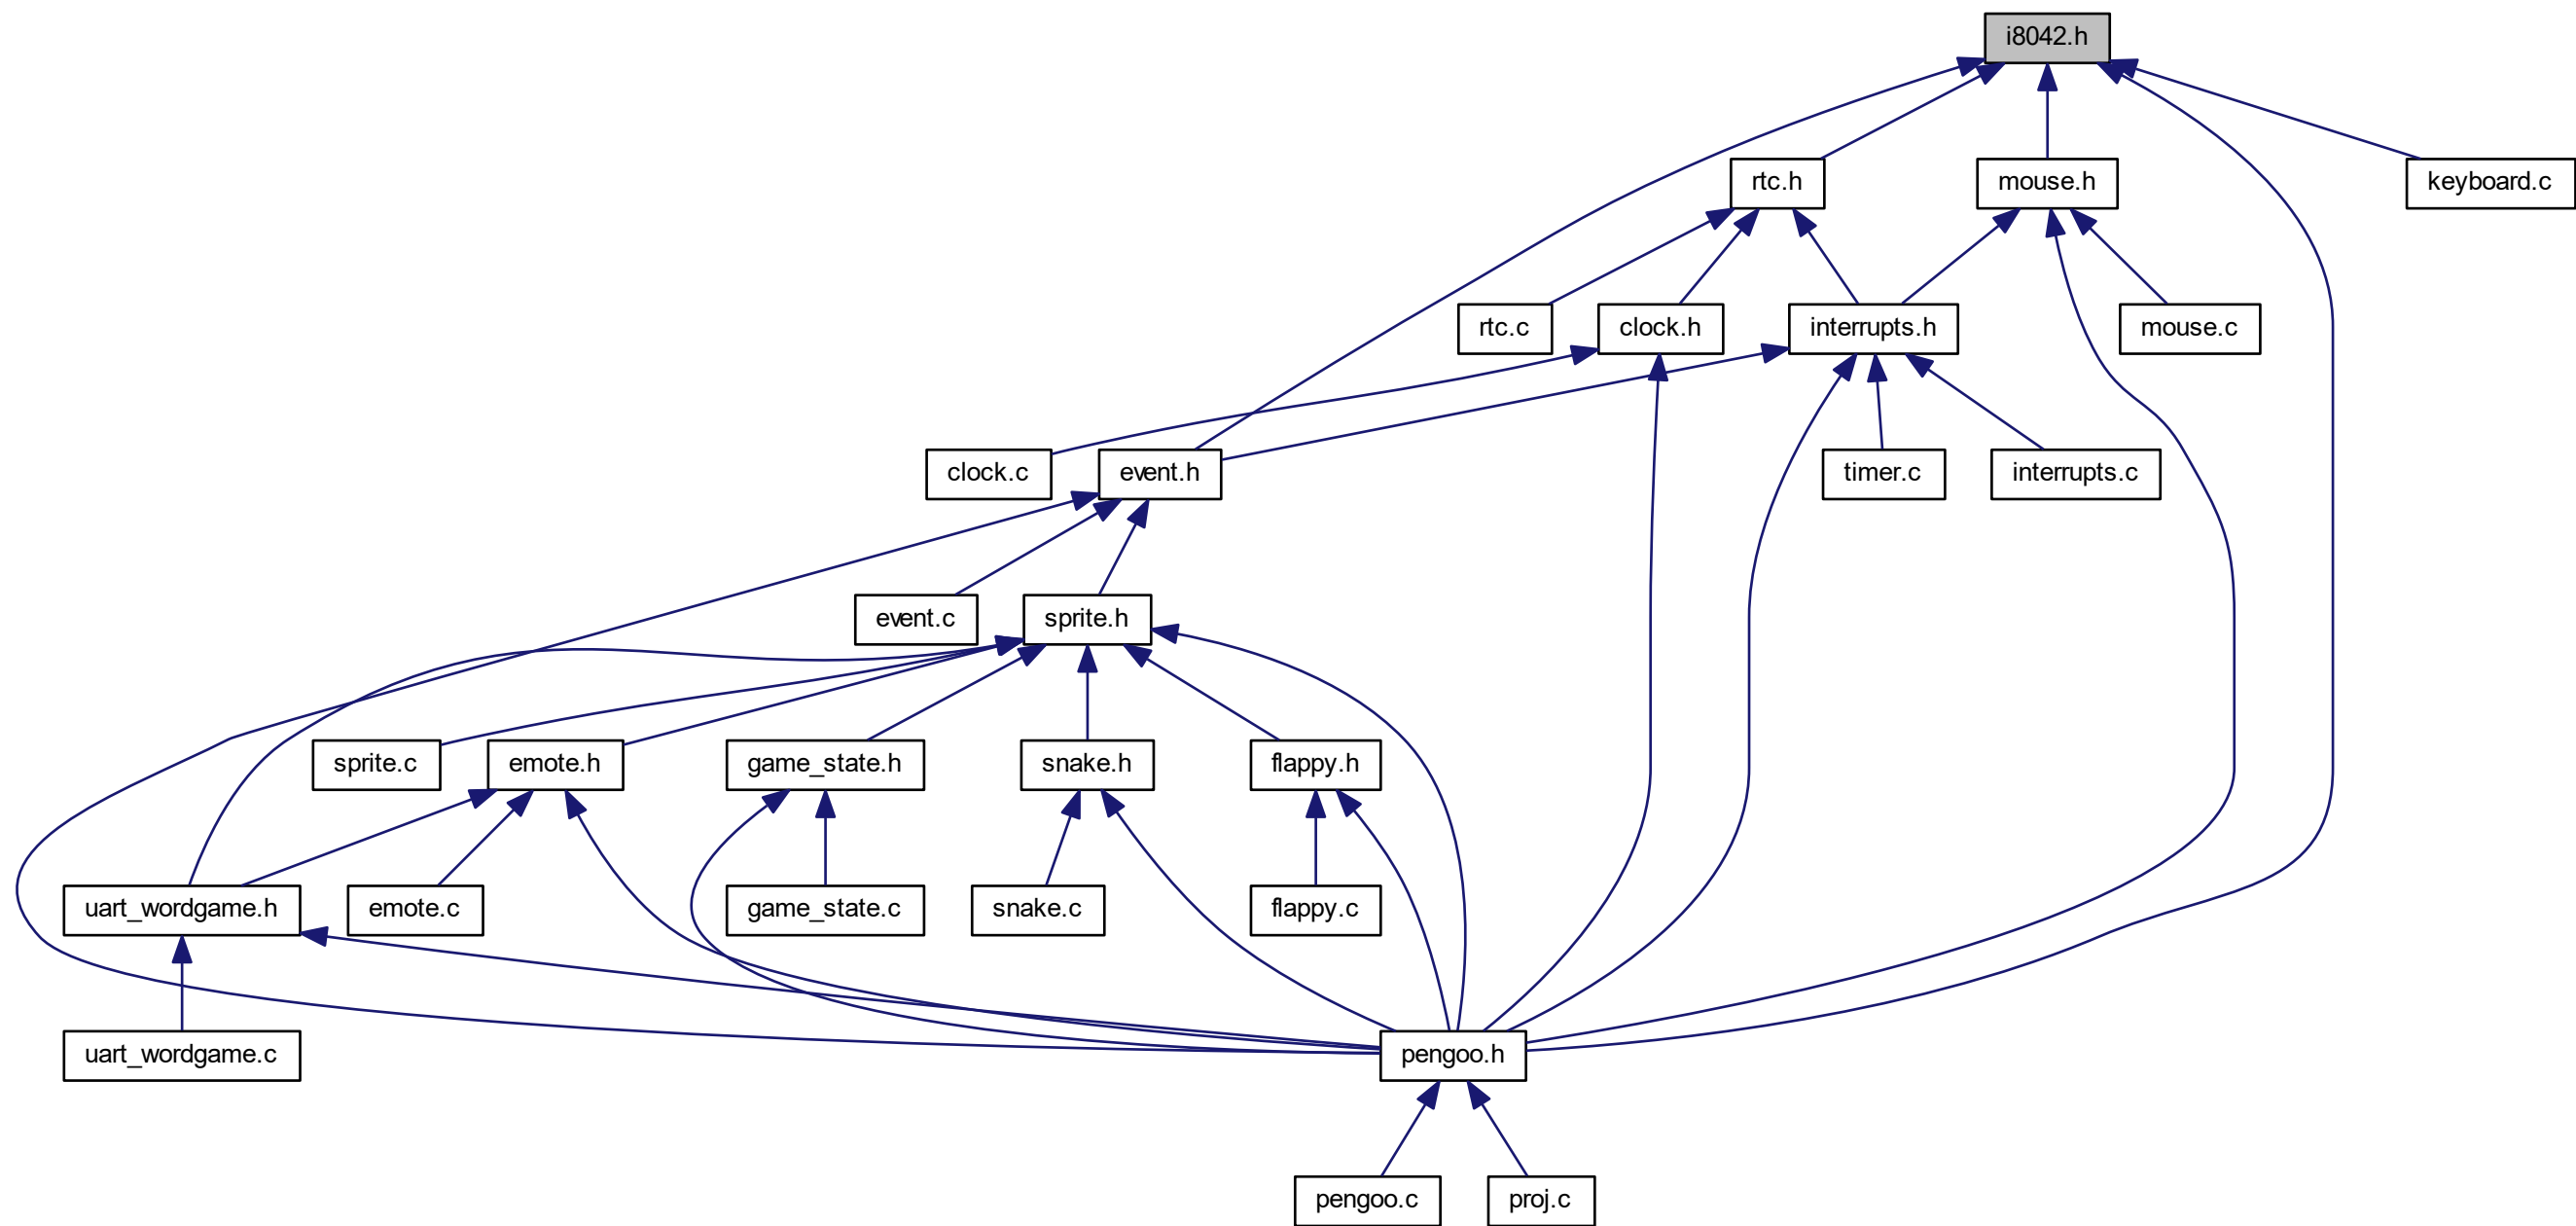 i8042.h
rtc.h
mouse.h
keyboard.c
rtc.c
clock.h
interrupts.h
mouse.c
clock.c
event.h
timer.c
interrupts.c
event.c
sprite.h
sprite.c
emote.h
game_state.h
snake.h
flappy.h
uart_wordgame.h
emote.c
game_state.c
snake.c
flappy.c
uart_wordgame.c
pengoo.h
pengoo.c
proj.c